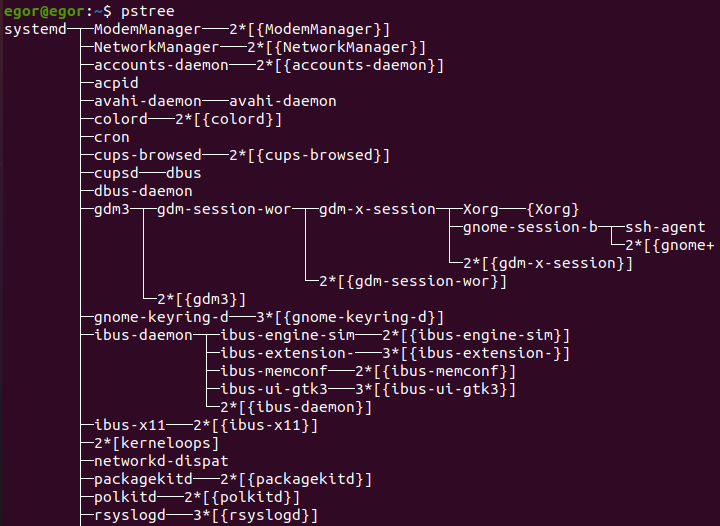 egor@egor:~$ pstree
systemd─┬─ModemManager───2*[{ModemManager}]
        ├─NetworkManager───2*[{NetworkManager}]
        ├─accounts-daemon───2*[{accounts-daemon}]
        ├─acpid
        ├─avahi-daemon───avahi-daemon
        ├─colord───2*[{colord}]
        ├─cron
        ├─cups-browsed───2*[{cups-browsed}]
        ├─cupsd───dbus
        ├─dbus-daemon
        ├─gdm3─┬─gdm-session-wor─┬─gdm-x-session─┬─Xorg───{Xorg}
        │      │                 │               ├─gnome-session-b─┬─ssh-agent
        │      │                 │               │                 └─2*[{gnome+
        │      │                 │               └─2*[{gdm-x-session}]
        │      │                 └─2*[{gdm-session-wor}]
        │      └─2*[{gdm3}]
        ├─gnome-keyring-d───3*[{gnome-keyring-d}]
        ├─ibus-daemon─┬─ibus-engine-sim───2*[{ibus-engine-sim}]
        │             ├─ibus-extension-───3*[{ibus-extension-}]
        │             ├─ibus-memconf───2*[{ibus-memconf}]
        │             ├─ibus-ui-gtk3───3*[{ibus-ui-gtk3}]
        │             └─2*[{ibus-daemon}]
        ├─ibus-x11───2*[{ibus-x11}]
        ├─2*[kerneloops]
        ├─networkd-dispat
        ├─packagekitd───2*[{packagekitd}]
        ├─polkitd───2*[{polkitd}]
        ├─rsyslogd───3*[{rsyslogd}]